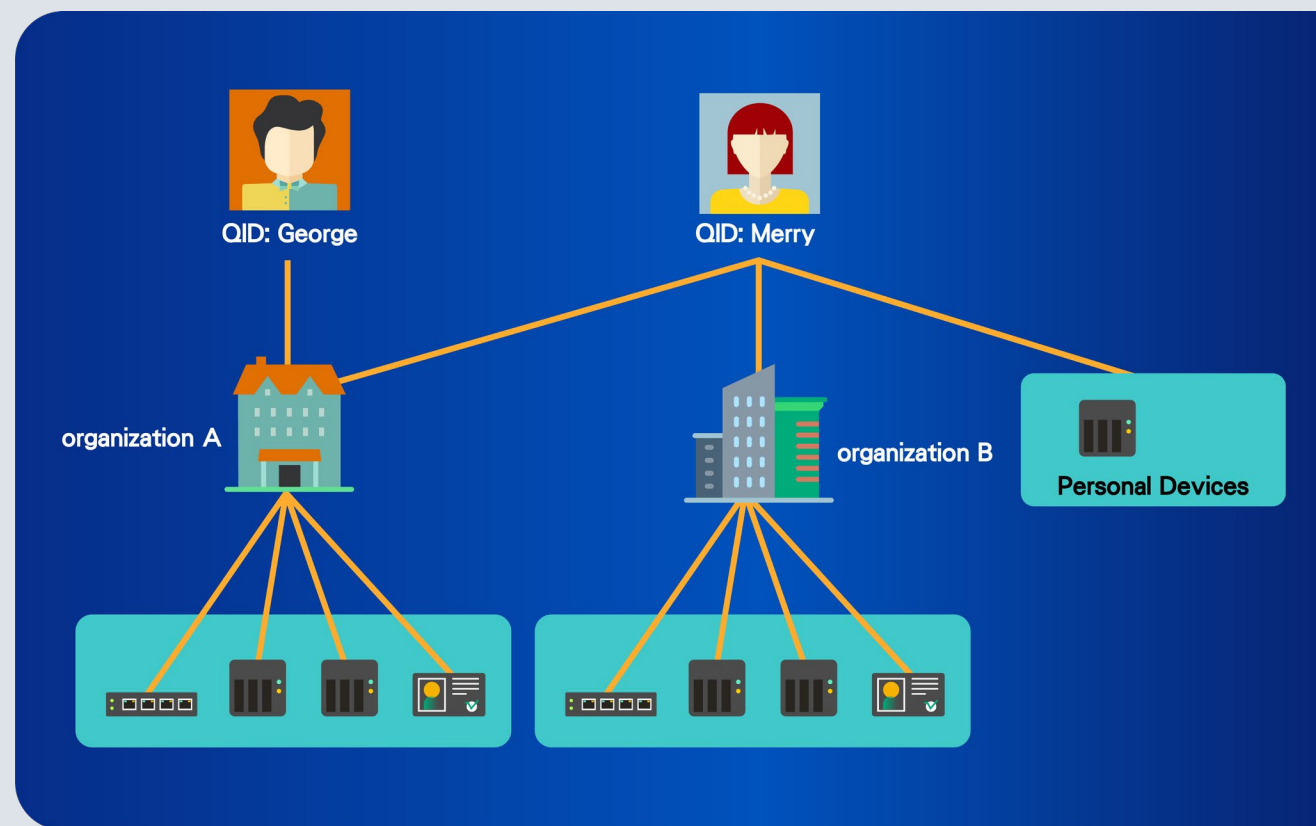 QID: George
QID: Merry
organization A
organization B
Personal Devices